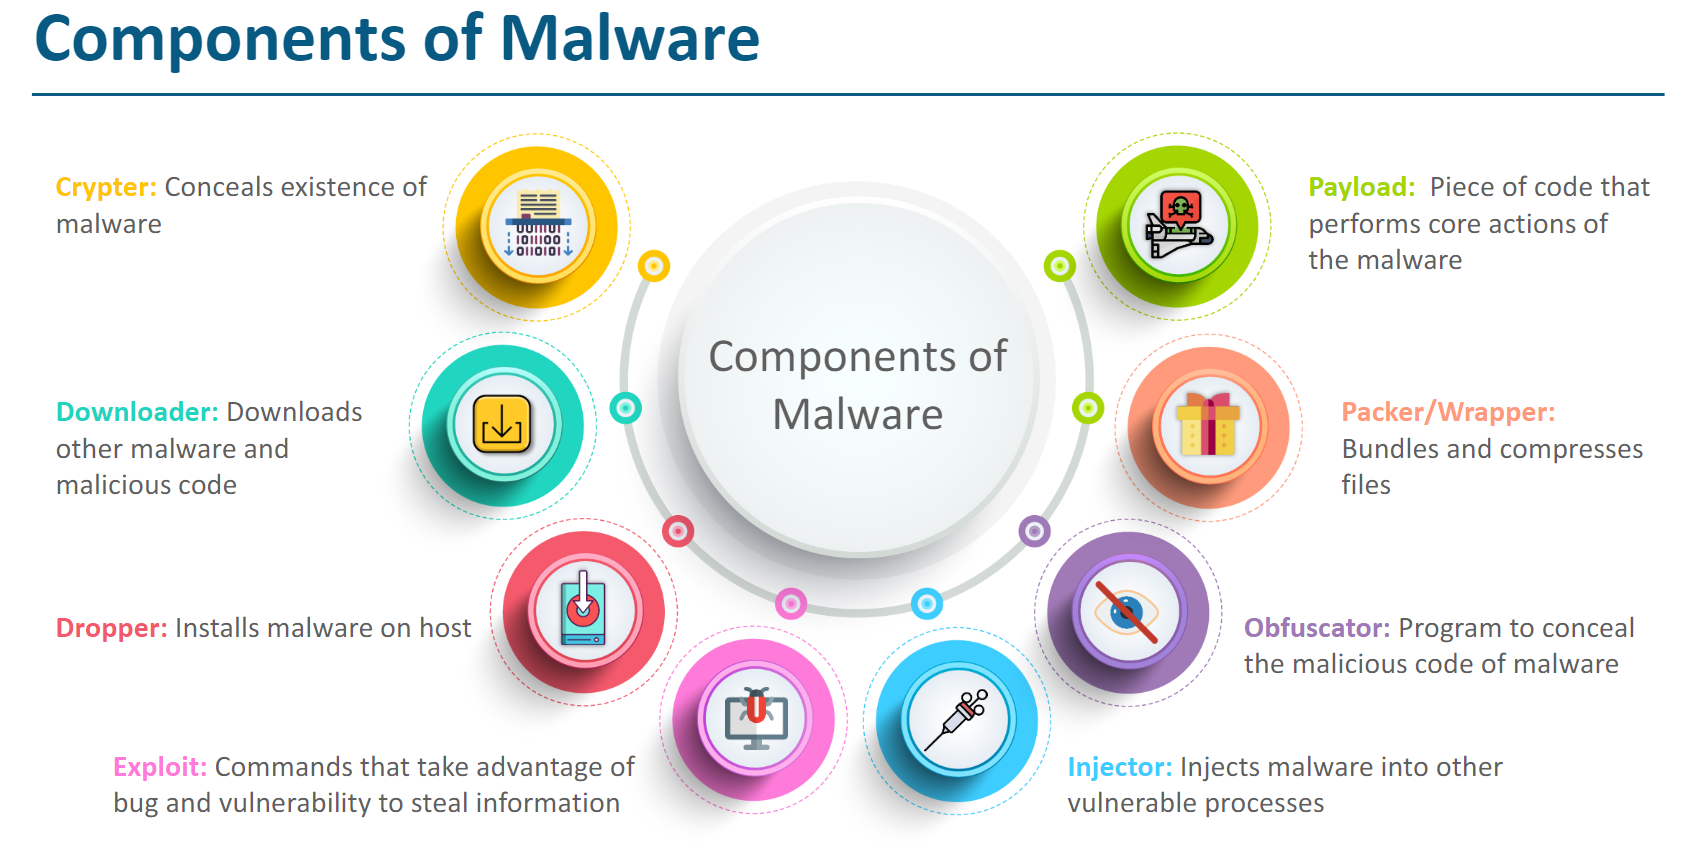 Components of Malware
Crypter: Conceals existence of
malware
Downloader: Downloads
other malware and
malicious code
Dropper: Installs malware on host
Exploit: Commands that take advantage of
bug and vulnerability to steal information
Components of
Malware
Payload: Piece of code that
performs core actions of
the malware
Packer/Wrapper:
Bundles and compresses
files
Obfuscator: Program to conceal
the malicious code of malware
Injector: Injects malware into other
vulnerable processes